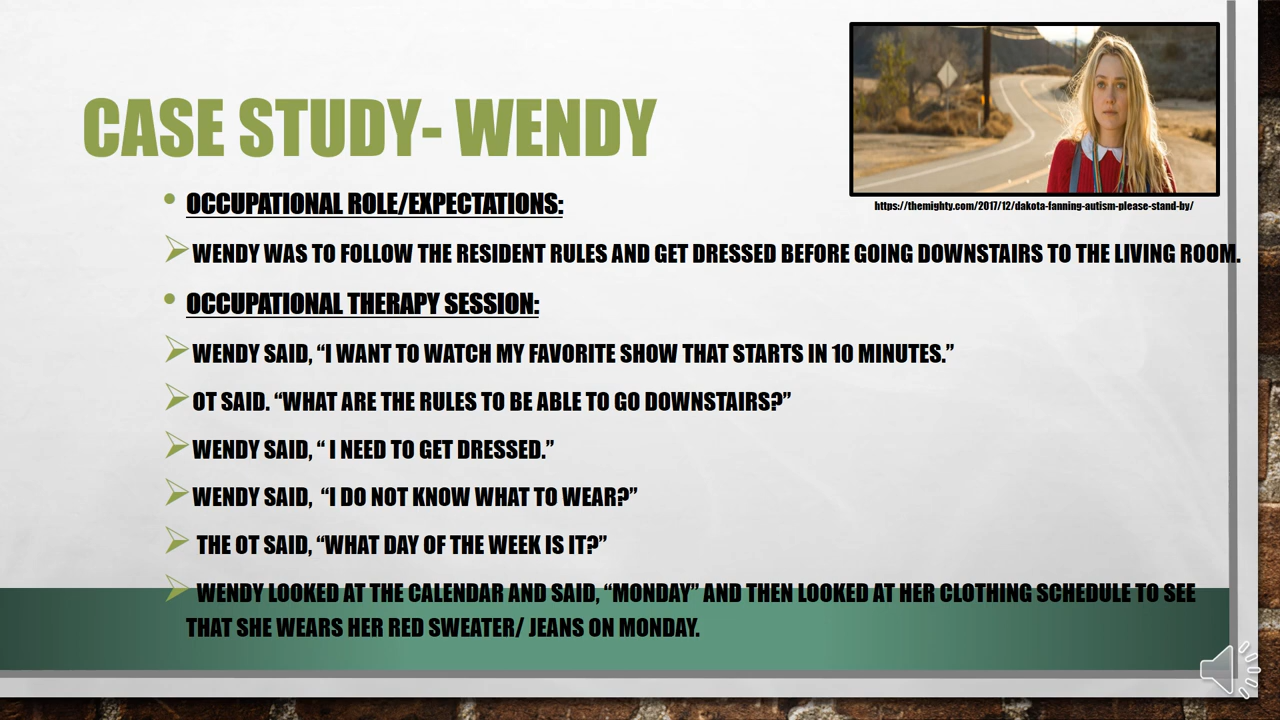 CASE STUDY- WENDY
https://themighty.com/2017/12/dakota-fanning-autism-please-stand-by/
OCCUPATIONAL ROLE/EXPECTATIONS:
WENDY WAS TO FOLLOW THE RESIDENT RULES AND GET DRESSED BEFORE GOING DOWNSTAIRS TO THE LIVING ROOM.
OCCUPATIONAL THERAPY SESSION:
WENDY SAID, “I WANT TO WATCH MY FAVORITE SHOW THAT STARTS IN 10 MINUTES.”
OT SAID. “WHAT ARE THE RULES TO BE ABLE TO GO DOWNSTAIRS?”
WENDY SAID, “ I NEED TO GET DRESSED.”
WENDY SAID,  “I DO NOT KNOW WHAT TO WEAR?”
THE OT SAID, “WHAT DAY OF THE WEEK IS IT?”
WENDY LOOKED AT THE CALENDAR AND SAID, “MONDAY” AND THEN LOOKED AT HER CLOTHING SCHEDULE TO SEE
THAT SHE WEARS HER RED SWEATER/ JEANS ON MONDAY.